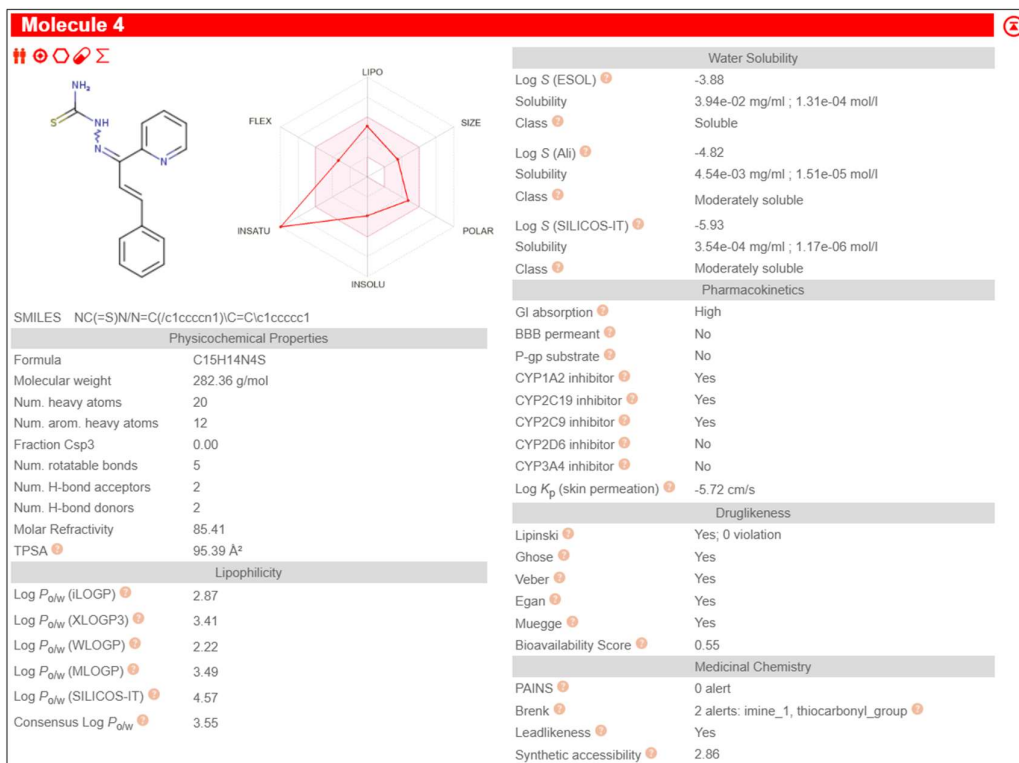 Molecule 4
NH₂
S
NH
N
N
LIPO
FLEX
SIZE
INSATU
POLAR
INSOLU
SMILES NC(=S)N/N=C(/c1ccccn1)\C=C\c1ccccc1
Physicochemical Properties
Formula C15H14N4S
Molecular weight 282.36 g/mol
Num. heavy atoms 20
Num. arom. heavy atoms 12
Fraction Csp3 0.00
Num. rotatable bonds 5
Num. H-bond acceptors 2
Num. H-bond donors 2
Molar Refractivity 85.41
TPSA ? 95.39 Å²
Lipophilicity
Log Po/w (iLOGP) ? 2.87
Log Po/w (XLOGP3) ? 3.41
Log Po/w (WLOGP) ? 2.22
Log Po/w (MLOGP) ? 3.49
Log Po/w (SILICOS-IT) ? 4.57
Consensus Log Po/w ? 3.55
Water Solubility
Log S (ESOL) ? -3.88
Solubility 3.94e-02 mg/ml ; 1.31e-04 mol/l
Class ? Soluble
Log S (Ali) ? -4.82
Solubility 4.54e-03 mg/ml ; 1.51e-05 mol/l
Class ? Moderately soluble
Log S (SILICOS-IT) ? -5.93
Solubility 3.54e-04 mg/ml ; 1.17e-06 mol/l
Class ? Moderately soluble
Pharmacokinetics
GI absorption ? High
BBB permeant ? No
P-gp substrate ? No
CYP1A2 inhibitor ? Yes
CYP2C19 inhibitor ? Yes
CYP2C9 inhibitor ? Yes
CYP2D6 inhibitor ? No
CYP3A4 inhibitor ? No
Log Kp (skin permeation) ? -5.72 cm/s
Druglikeness
Lipinski ? Yes; 0 violation
Ghose ? Yes
Veber ? Yes
Egan ? Yes
Muegge ? Yes
Bioavailability Score ? 0.55
Medicinal Chemistry
PAINS ? 0 alert
Brenk ? 2 alerts: imine_1, thiocarbonyl_group ?
Leadlikeness ? Yes
Synthetic accessibility ? 2.86